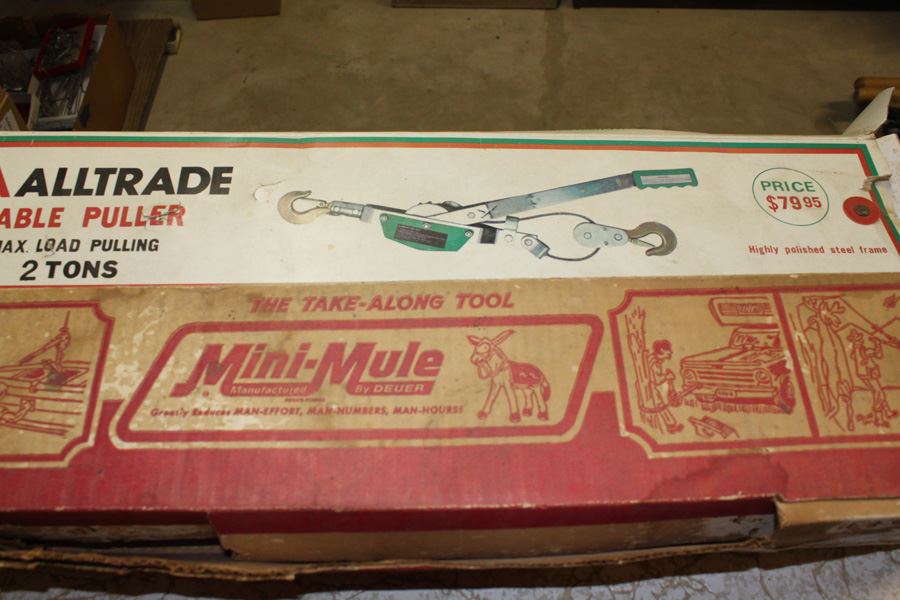 ALLTRADE
ABLE PULLER
AX. LOAD PULLING
2 TONS
PRICE
$79.95
Highly polished steel frame
THE TAKE-ALONG TOOL
Mini-Mule
Manufactured By DEUER
Greatly Reduces MAN-EFFORT, MAN-NUMBERS, MAN-HOURS!